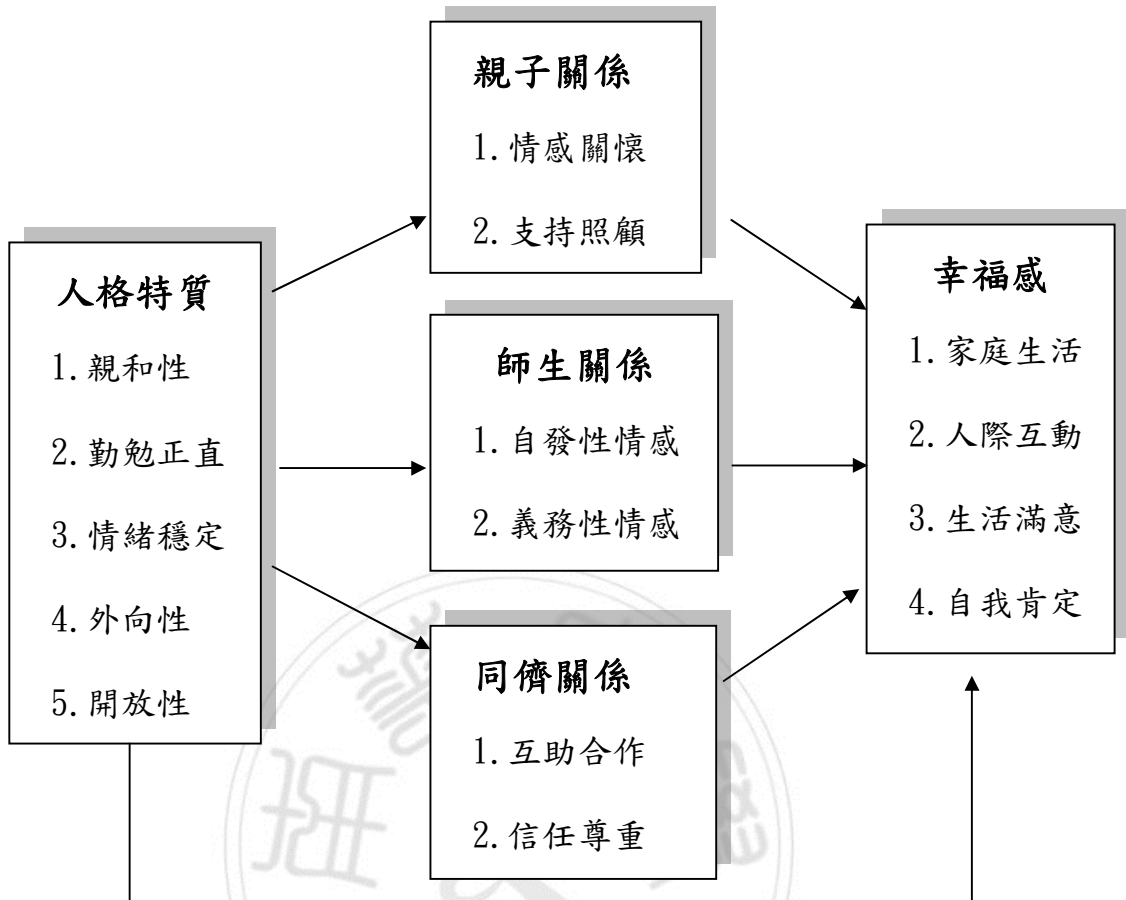 親子關係
1.情感關懷
2.支持照顧
人格特質
1.親和性
2.勤勉正直
3.情緒穩定
4.外向性
5.開放性
師生關係
1.自發性情感
2.義務性情感
同儕關係
1.互助合作
2.信任尊重
幸福感
1.家庭生活
2.人際互動
3.生活滿意
4.自我肯定